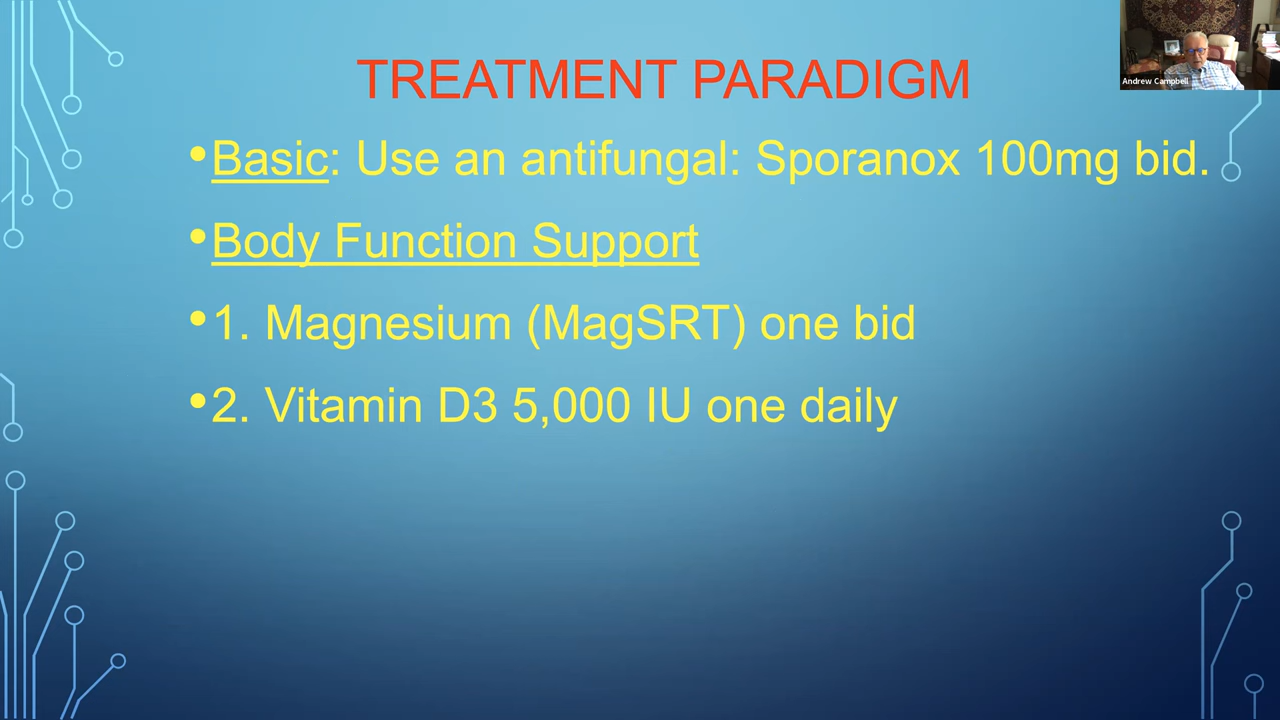 Andrew Campbell
TREATMENT PARADIGM
•Basic: Use an antifungal: Sporanox 100mg bid.
•Body Function Support
•1. Magnesium (MagSRT) one bid
•2. Vitamin D3 5,000 IU one daily